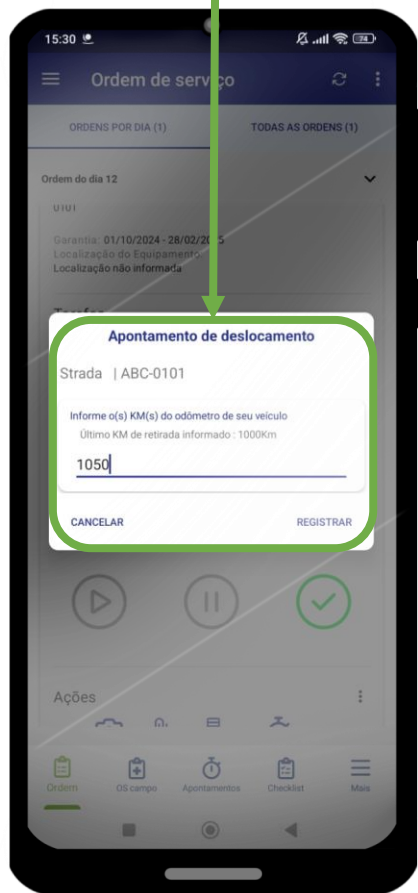 15:30
74
Ordem de serviço
ORDENS POR DIA (1) TODAS AS ORDENS (1)
Ordem do dia 12
0101
Garantia: 01/10/2024 - 28/02/2025
Localização do Equipamento:
Localização não informada
Tarefas
Apontamento de deslocamento
Strada | ABC-0101
Informe o(s) KM(s) do odômetro de seu veículo
Último KM de retirada informado : 1000Km
1050
CANCELAR REGISTRAR
Ações
Ordem OS campo Apontamentos Checklist Mais